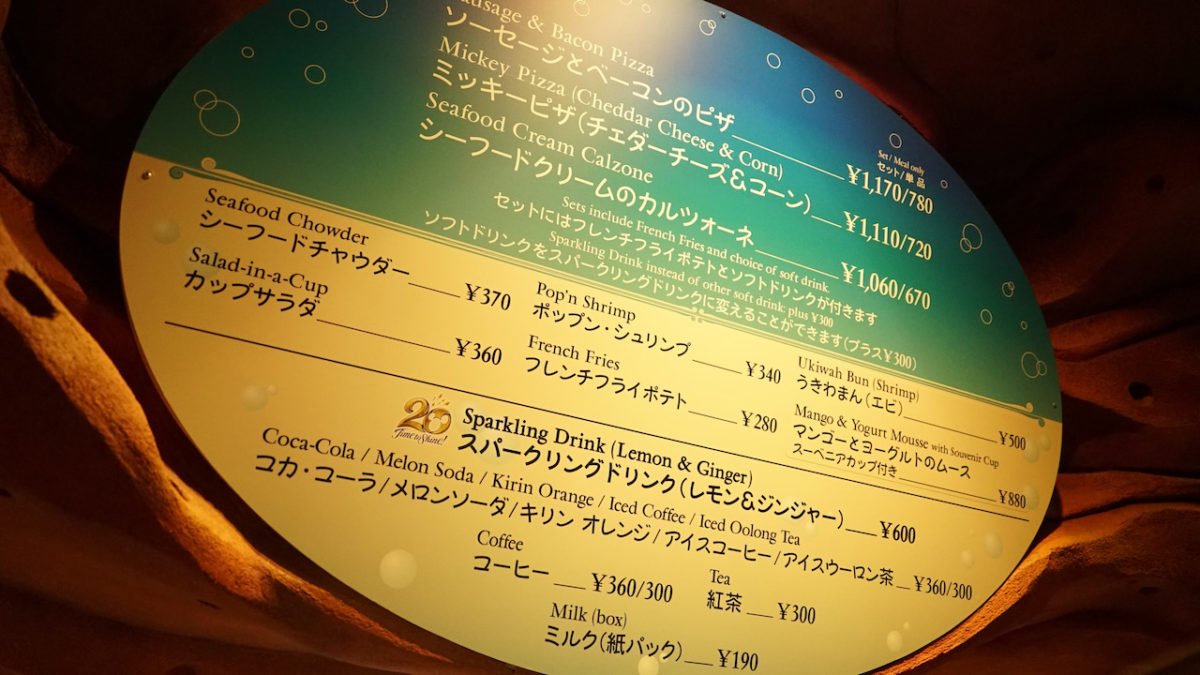 Sausage & Bacon Pizza
ソーセージとベーコンのピザ
Set / Meal only
セット/単品
¥1,170/780
Mickey Pizza (Cheddar Cheese & Corn)
ミッキーピザ(チェダーチーズ&コーン) ¥1,110/720
Seafood Cream Calzone
シーフードクリームのカルツォーネ ¥1,060/670
Sets include French Fries and choice of soft drink.
セットにはフレンチフライポテトとソフトドリンクが付きます
Sparkling Drink instead of other soft drink: plus ¥300
ソフトドリンクをスパークリングドリンクに変えることができます(プラス¥300)
Seafood Chowder
シーフードチャウダー ¥370
Salad-in-a-Cup
カップサラダ ¥360
Pop'n Shrimp
ポップン・シュリンプ ¥340
French Fries
フレンチフライポテト ¥280
Ukiwah Bun (Shrimp)
うきわまん(エビ) ¥500
Mango & Yogurt Mousse with Souvenir Cup
マンゴーとヨーグルトのムース
スーベニアカップ付き ¥880
20
Time to Shine!
Sparkling Drink (Lemon & Ginger)
スパークリングドリンク(レモン&ジンジャー) ¥600
Coca-Cola / Melon Soda / Kirin Orange / Iced Coffee / Iced Oolong Tea
コカ・コーラ/メロンソーダ/キリン オレンジ/アイスコーヒー/アイスウーロン茶 ¥360/300
Coffee
コーヒー ¥360/300
Tea
紅茶 ¥300
Milk (box)
ミルク(紙パック) ¥190